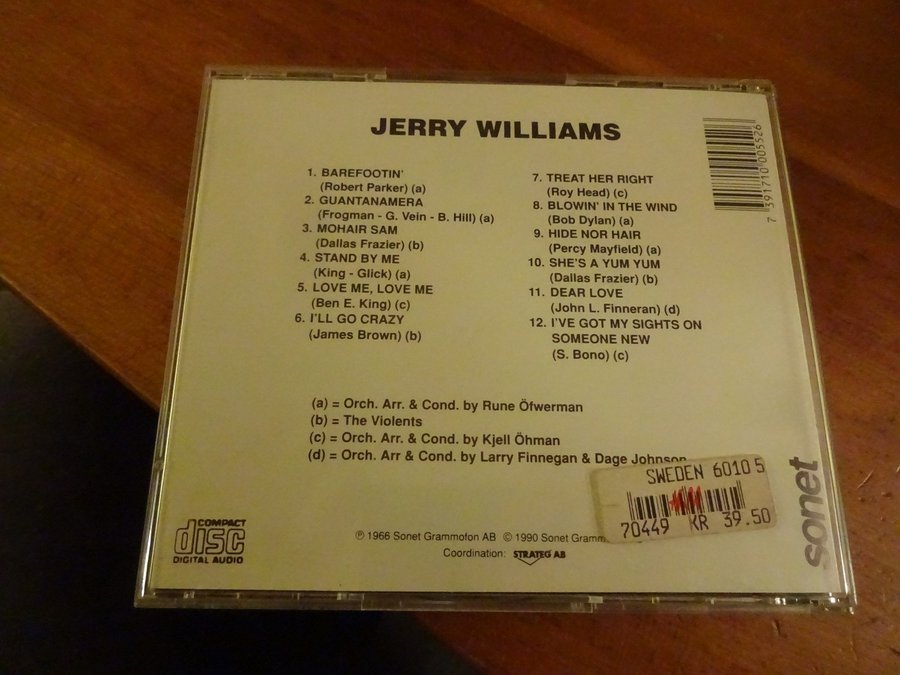 JERRY WILLIAMS
1. BAREFOOTIN'
(Robert Parker) (a)
2. GUANTANAMERA
(Frogman - G. Vein - B. Hill) (a)
3. MOHAIR SAM
(Dallas Frazier) (b)
4. STAND BY ME
(King - Glick) (a)
5. LOVE ME, LOVE ME
(Ben E. King) (c)
6. I'LL GO CRAZY
(James Brown) (b)
7. TREAT HER RIGHT
(Roy Head) (c)
8. BLOWIN' IN THE WIND
(Bob Dylan) (a)
9. HIDE NOR HAIR
(Percy Mayfield) (a)
10. SHE'S A YUM YUM
(Dallas Frazier) (b)
11. DEAR LOVE
(John L. Finneran) (d)
12. I'VE GOT MY SIGHTS ON
SOMEONE NEW
(S. Bono) (c)
7 391710 005526
(a) = Orch. Arr. & Cond. by Rune Öfwerman
(b) = The Violents
(c) = Orch. Arr. & Cond. by Kjell Öhman
(d) = Orch. Arr & Cond. by Larry Finnegan & Dage Johnson
SWEDEN 6010 5
70449 KR 39.50
sonet
COMPACT
disc
DIGITAL AUDIO
℗ 1966 Sonet Grammofon AB © 1990 Sonet Gramm
Coordination: STRATEG AB